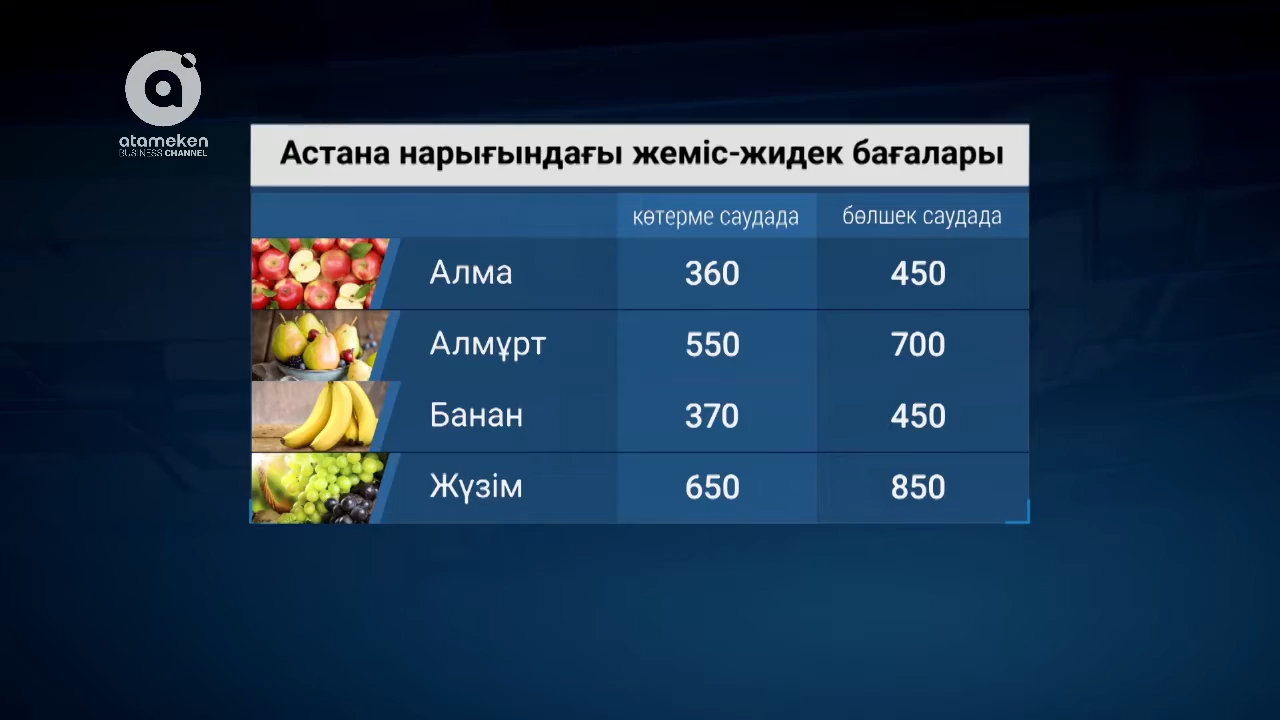 atameken
BUSINESS CHANNEL
Астана нарығындағы жеміс-жидек бағалары
көтерме саудада бөлшек саудада
Алма 360 450
Алмұрт 550 700
Банан 370 450
Жүзім 650 850